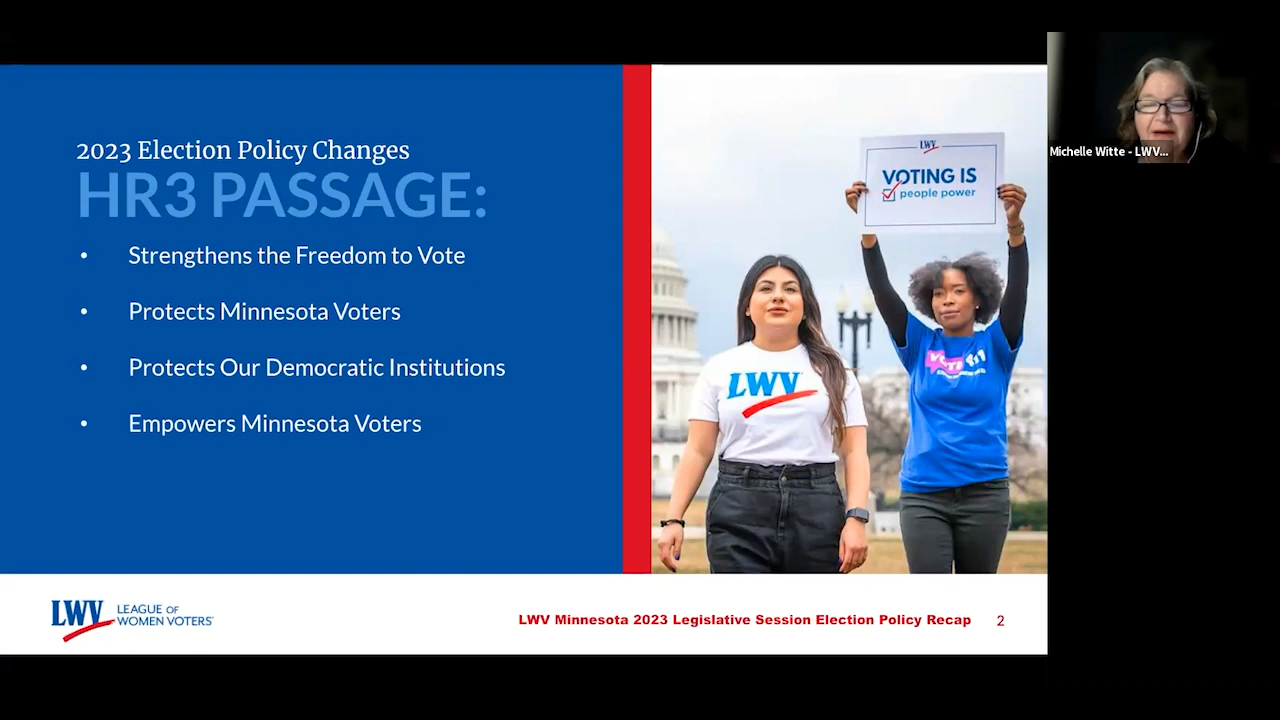 2023 Election Policy Changes
HR3 PASSAGE:
• Strengthens the Freedom to Vote
• Protects Minnesota Voters
• Protects Our Democratic Institutions
• Empowers Minnesota Voters
LWV
VOTING IS
people power
LWV
LWV
LEAGUE OF
WOMEN VOTERS®
LWV Minnesota 2023 Legislative Session Election Policy Recap 2
Michelle Witte - LWV...